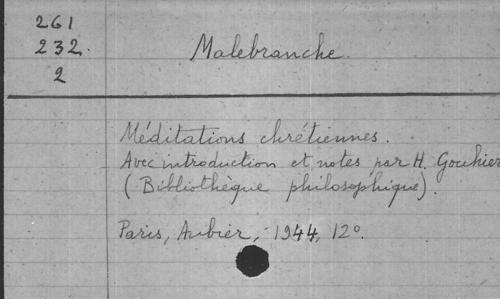 261
232.
2
Malebranche.
Méditations chrétiennes.
Avec introduction et notes par H. Gouhier
(Bibliothèque philosophique).
Paris, Aubier, 1944, 12°.